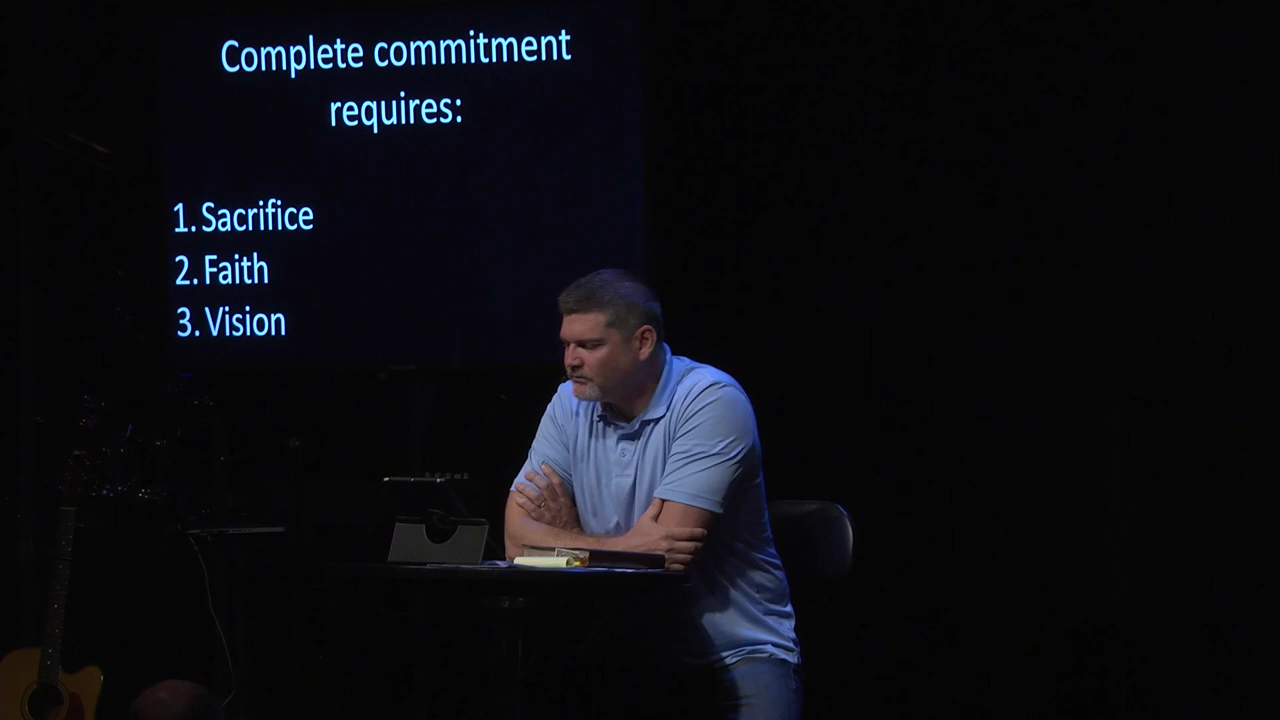 Complete commitment
requires:
1. Sacrifice
2. Faith
3. Vision